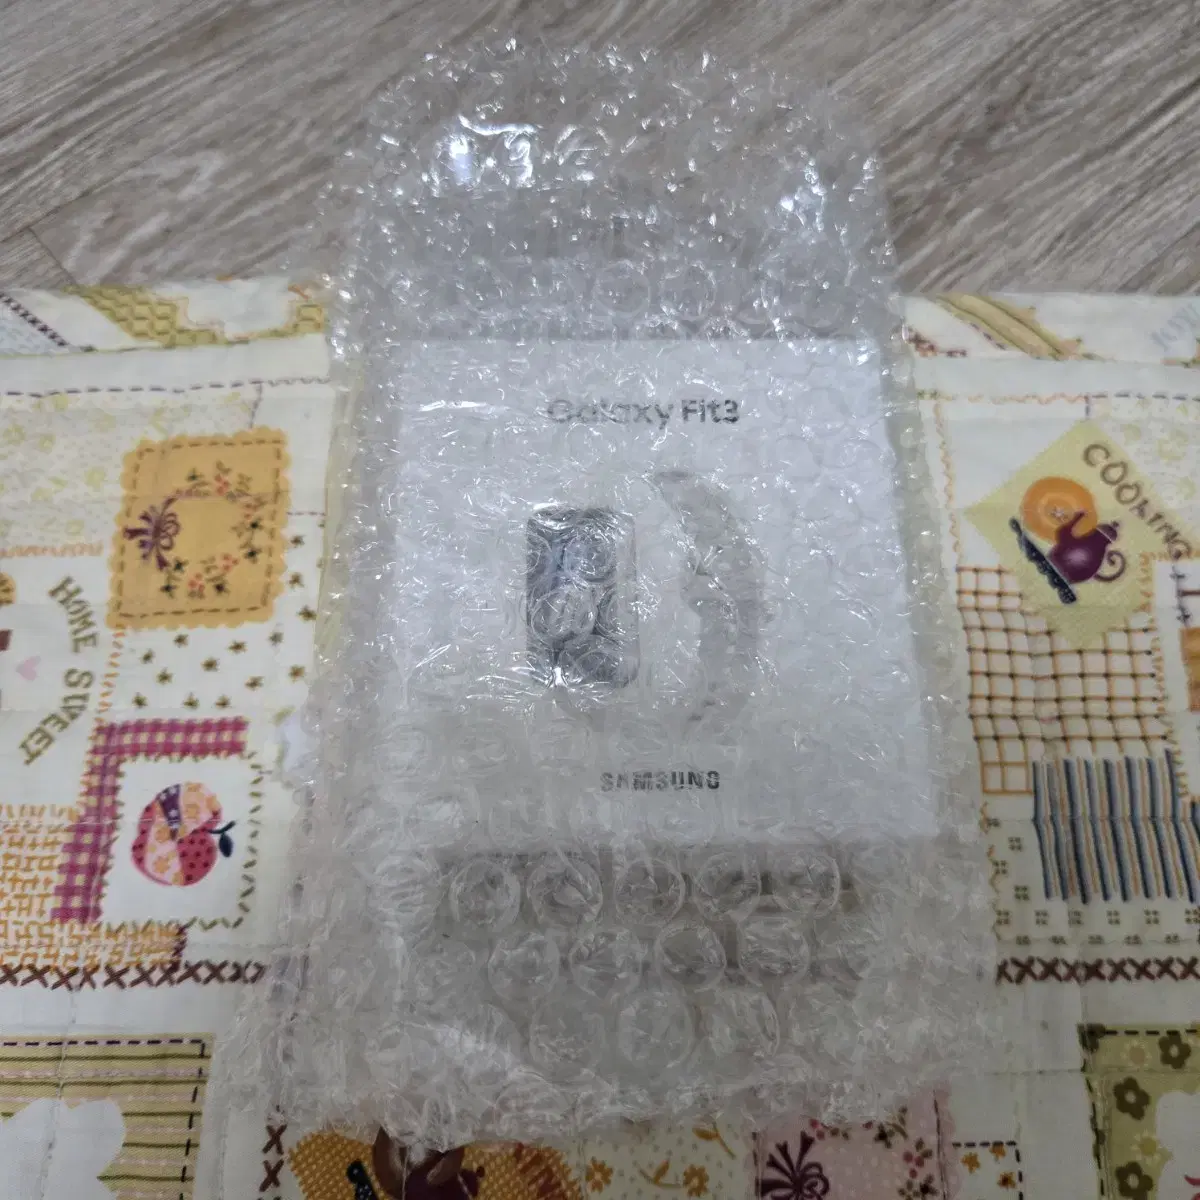 Galaxy Fit3
COOKING
HOME SWEET
SAMSUNG